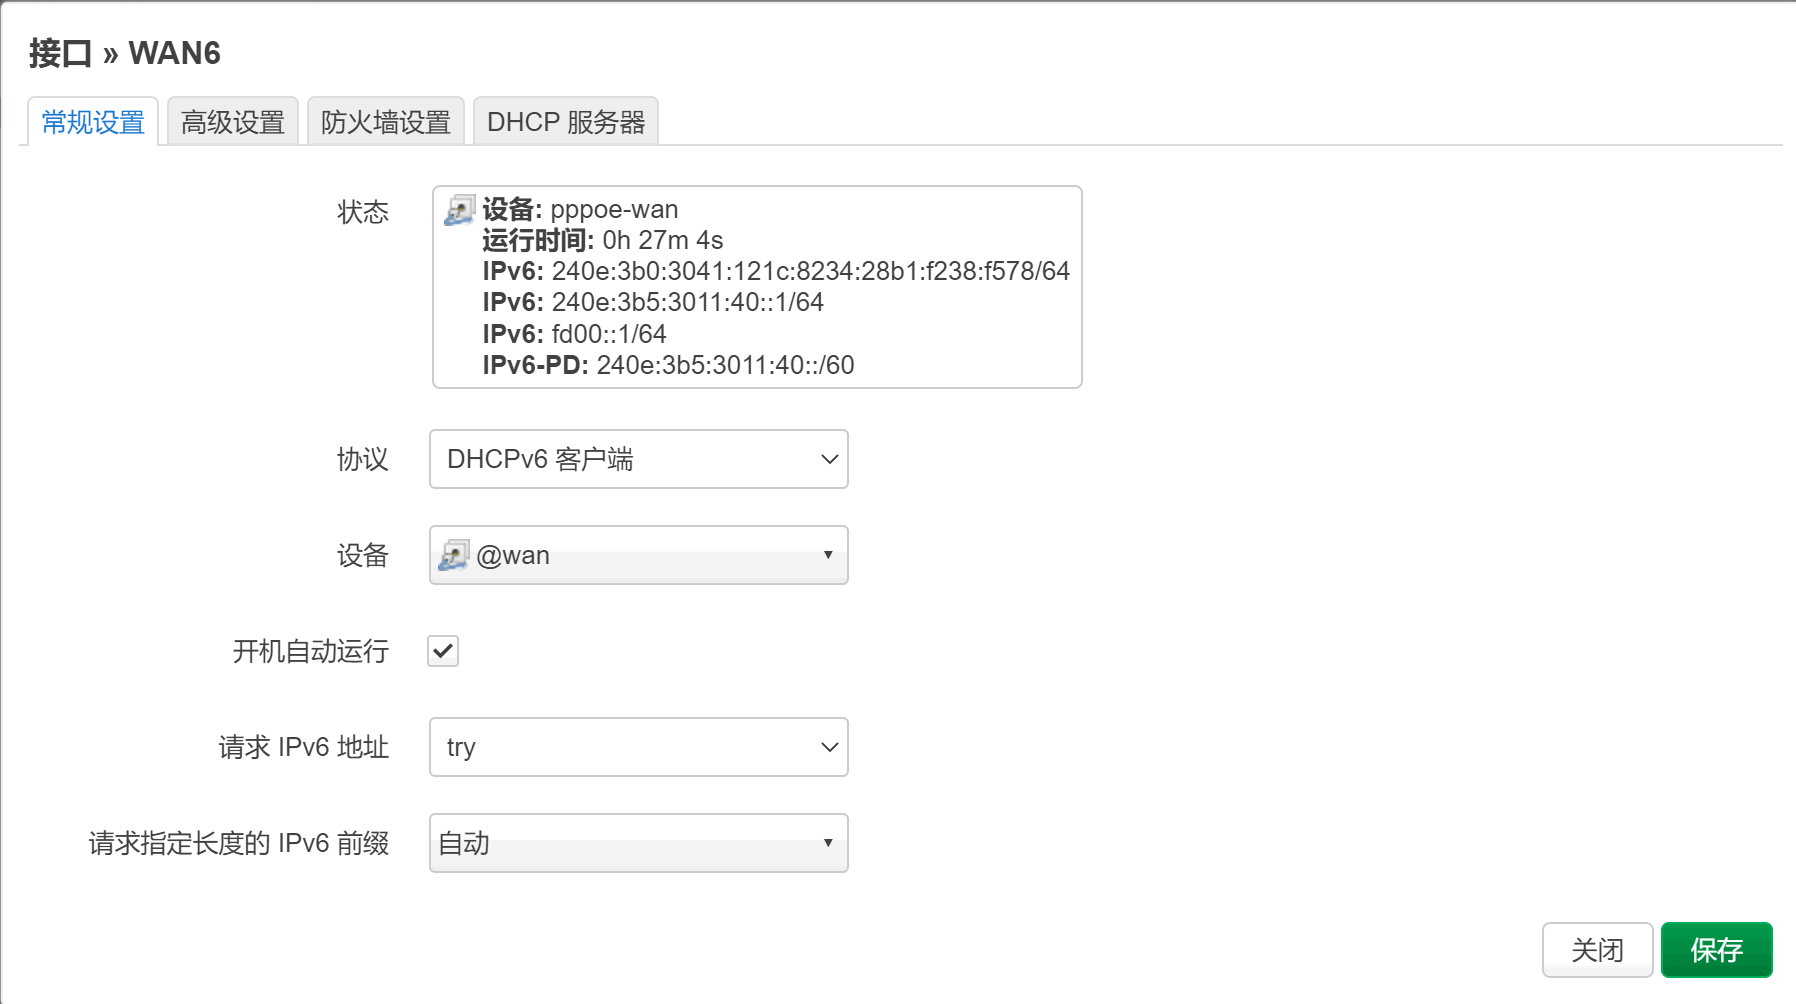 接口 » WAN6
常规设置 高级设置 防火墙设置 DHCP 服务器
状态
设备: pppoe-wan
运行时间: 0h 27m 4s
IPv6: 240e:3b0:3041:121c:8234:28b1:f238:f578/64
IPv6: 240e:3b5:3011:40::1/64
IPv6: fd00::1/64
IPv6-PD: 240e:3b5:3011:40::/60
协议 DHCPv6 客户端
设备 @wan
开机自动运行
请求 IPv6 地址 try
请求指定长度的 IPv6 前缀 自动
关闭 保存